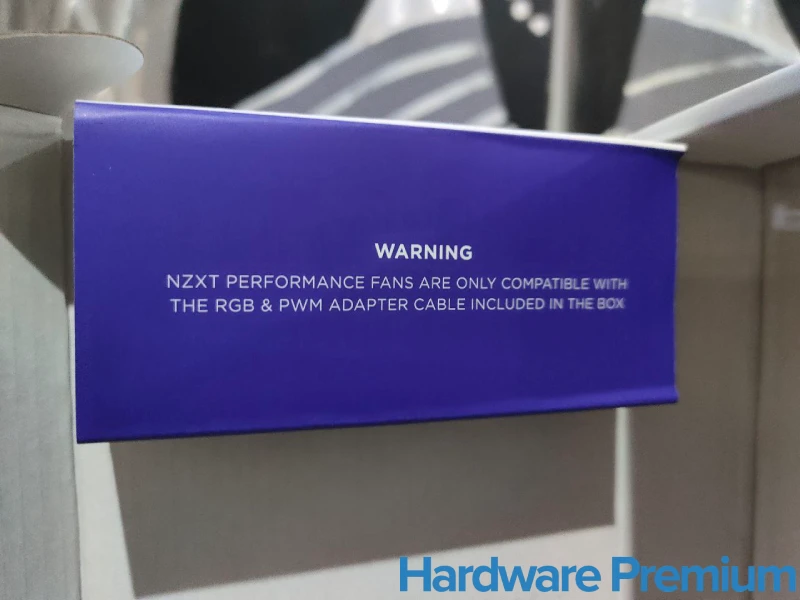 WARNING
NZXT PERFORMANCE FANS ARE ONLY COMPATIBLE WITH
THE RGB & PWM ADAPTER CABLE INCLUDED IN THE BOX
Hardware Premium